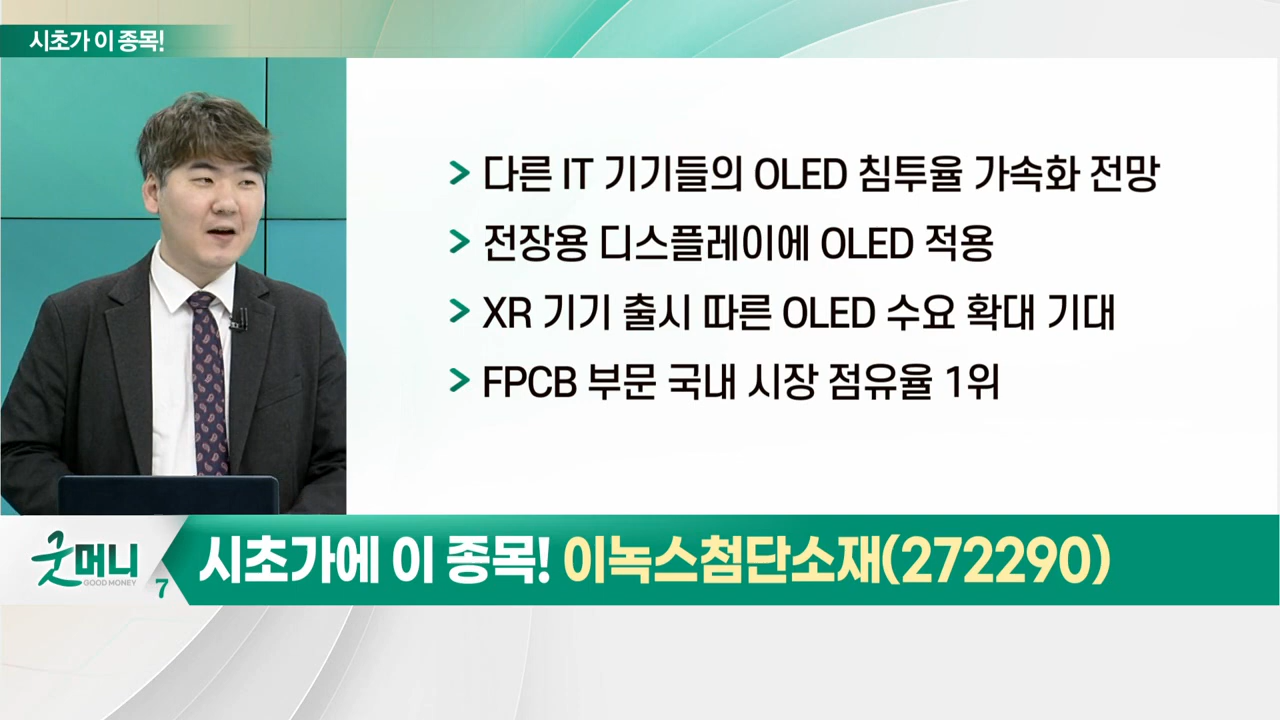 시초가 이 종목!
> 다른 IT 기기들의 OLED 침투율 가속화 전망
> 전장용 디스플레이에 OLED 적용
> XR 기기 출시 따른 OLED 수요 확대 기대
> FPCB 부문 국내 시장 점유율 1위
굿머니
GOOD MONEY
7
시초가에 이 종목! 이녹스첨단소재(272290)